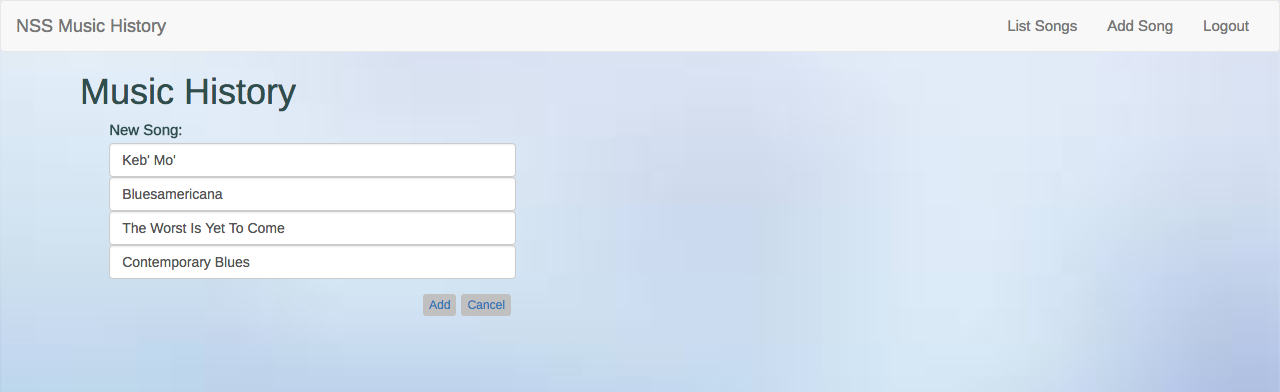 NSS Music History List Songs Add Song Logout
Music History
New Song:
Keb' Mo'
Bluesamericana
The Worst Is Yet To Come
Contemporary Blues
Add Cancel